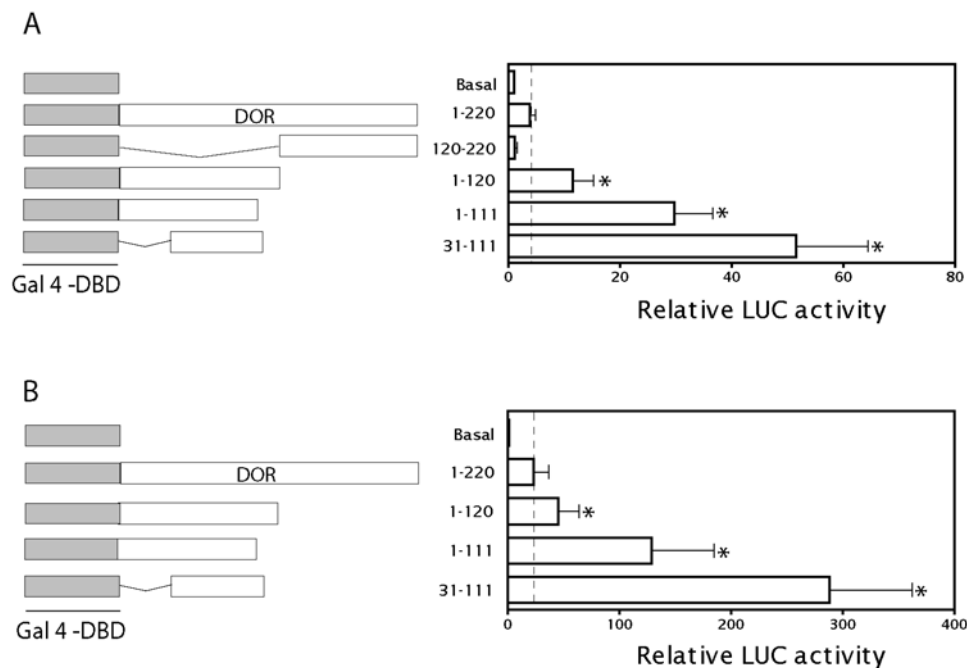 A
DOR
Gal 4 -DBD
Basal
1-220
120-220
1-120
1-111
31-111
*
*
*
0 20 40 60 80
Relative LUC activity
B
DOR
Gal 4 -DBD
Basal
1-220
1-120
1-111
31-111
*
*
*
0 100 200 300 400
Relative LUC activity